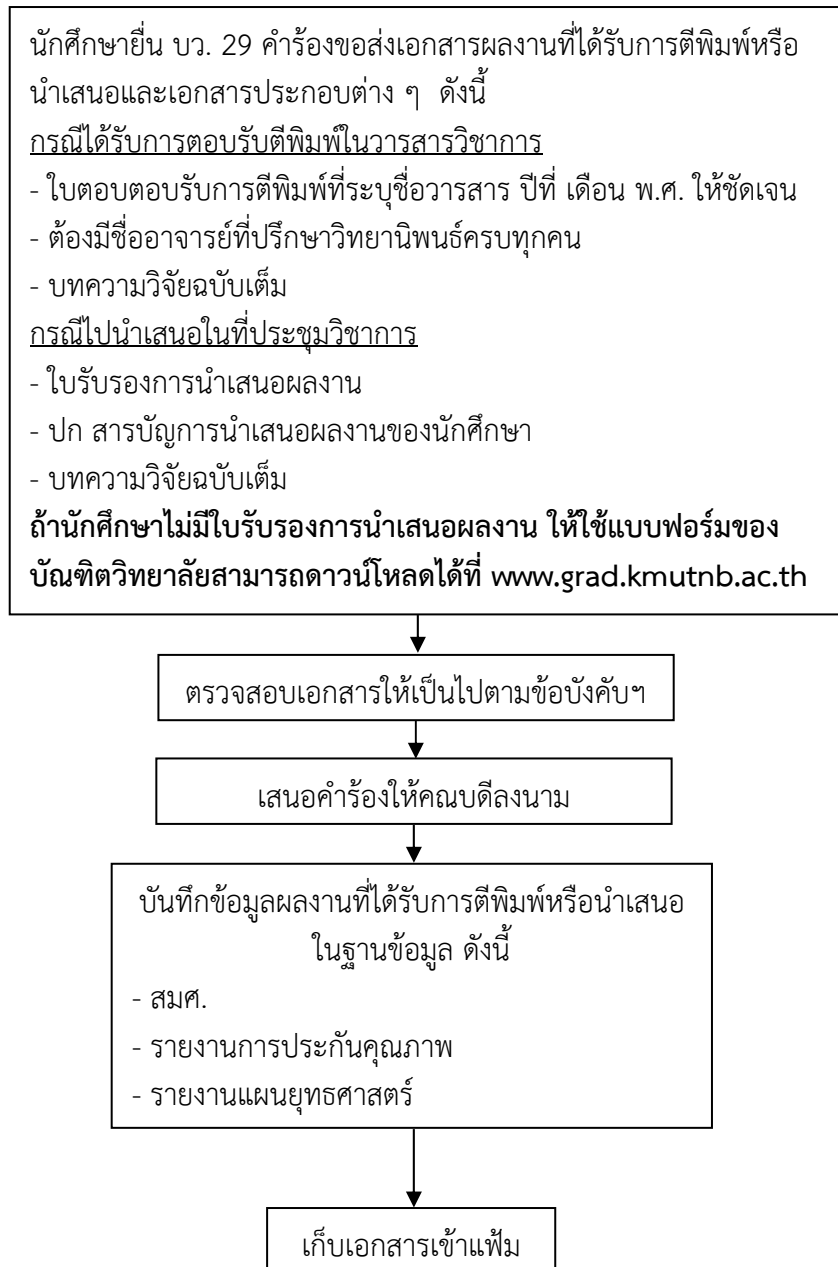 นักศึกษายื่น บว. 29 คำร้องขอส่งเอกสารผลงานที่ได้รับการตีพิมพ์หรือ
นำเสนอและเอกสารประกอบต่าง ๆ ดังนี้
กรณีได้รับการตอบรับตีพิมพ์ในวารสารวิชาการ
- ใบตอบตอบรับการตีพิมพ์ที่ระบุชื่อวารสาร ปีที่ เดือน พ.ศ. ให้ชัดเจน
- ต้องมีชื่ออาจารย์ที่ปรึกษาวิทยานิพนธ์ครบทุกคน
- บทความวิจัยฉบับเต็ม
กรณีไปนำเสนอในที่ประชุมวิชาการ
- ใบรับรองการนำเสนอผลงาน
- ปก สารบัญการนำเสนอผลงานของนักศึกษา
- บทความวิจัยฉบับเต็ม
ถ้านักศึกษาไม่มีใบรับรองการนำเสนอผลงาน ให้ใช้แบบฟอร์มของ
บัณฑิตวิทยาลัยสามารถดาวน์โหลดได้ที่ www.grad.kmutnb.ac.th
ตรวจสอบเอกสารให้เป็นไปตามข้อบังคับฯ
เสนอคำร้องให้คณบดีลงนาม
บันทึกข้อมูลผลงานที่ได้รับการตีพิมพ์หรือนำเสนอ
ในฐานข้อมูล ดังนี้
- สมศ.
- รายงานการประกันคุณภาพ
- รายงานแผนยุทธศาสตร์
เก็บเอกสารเข้าแฟ้ม